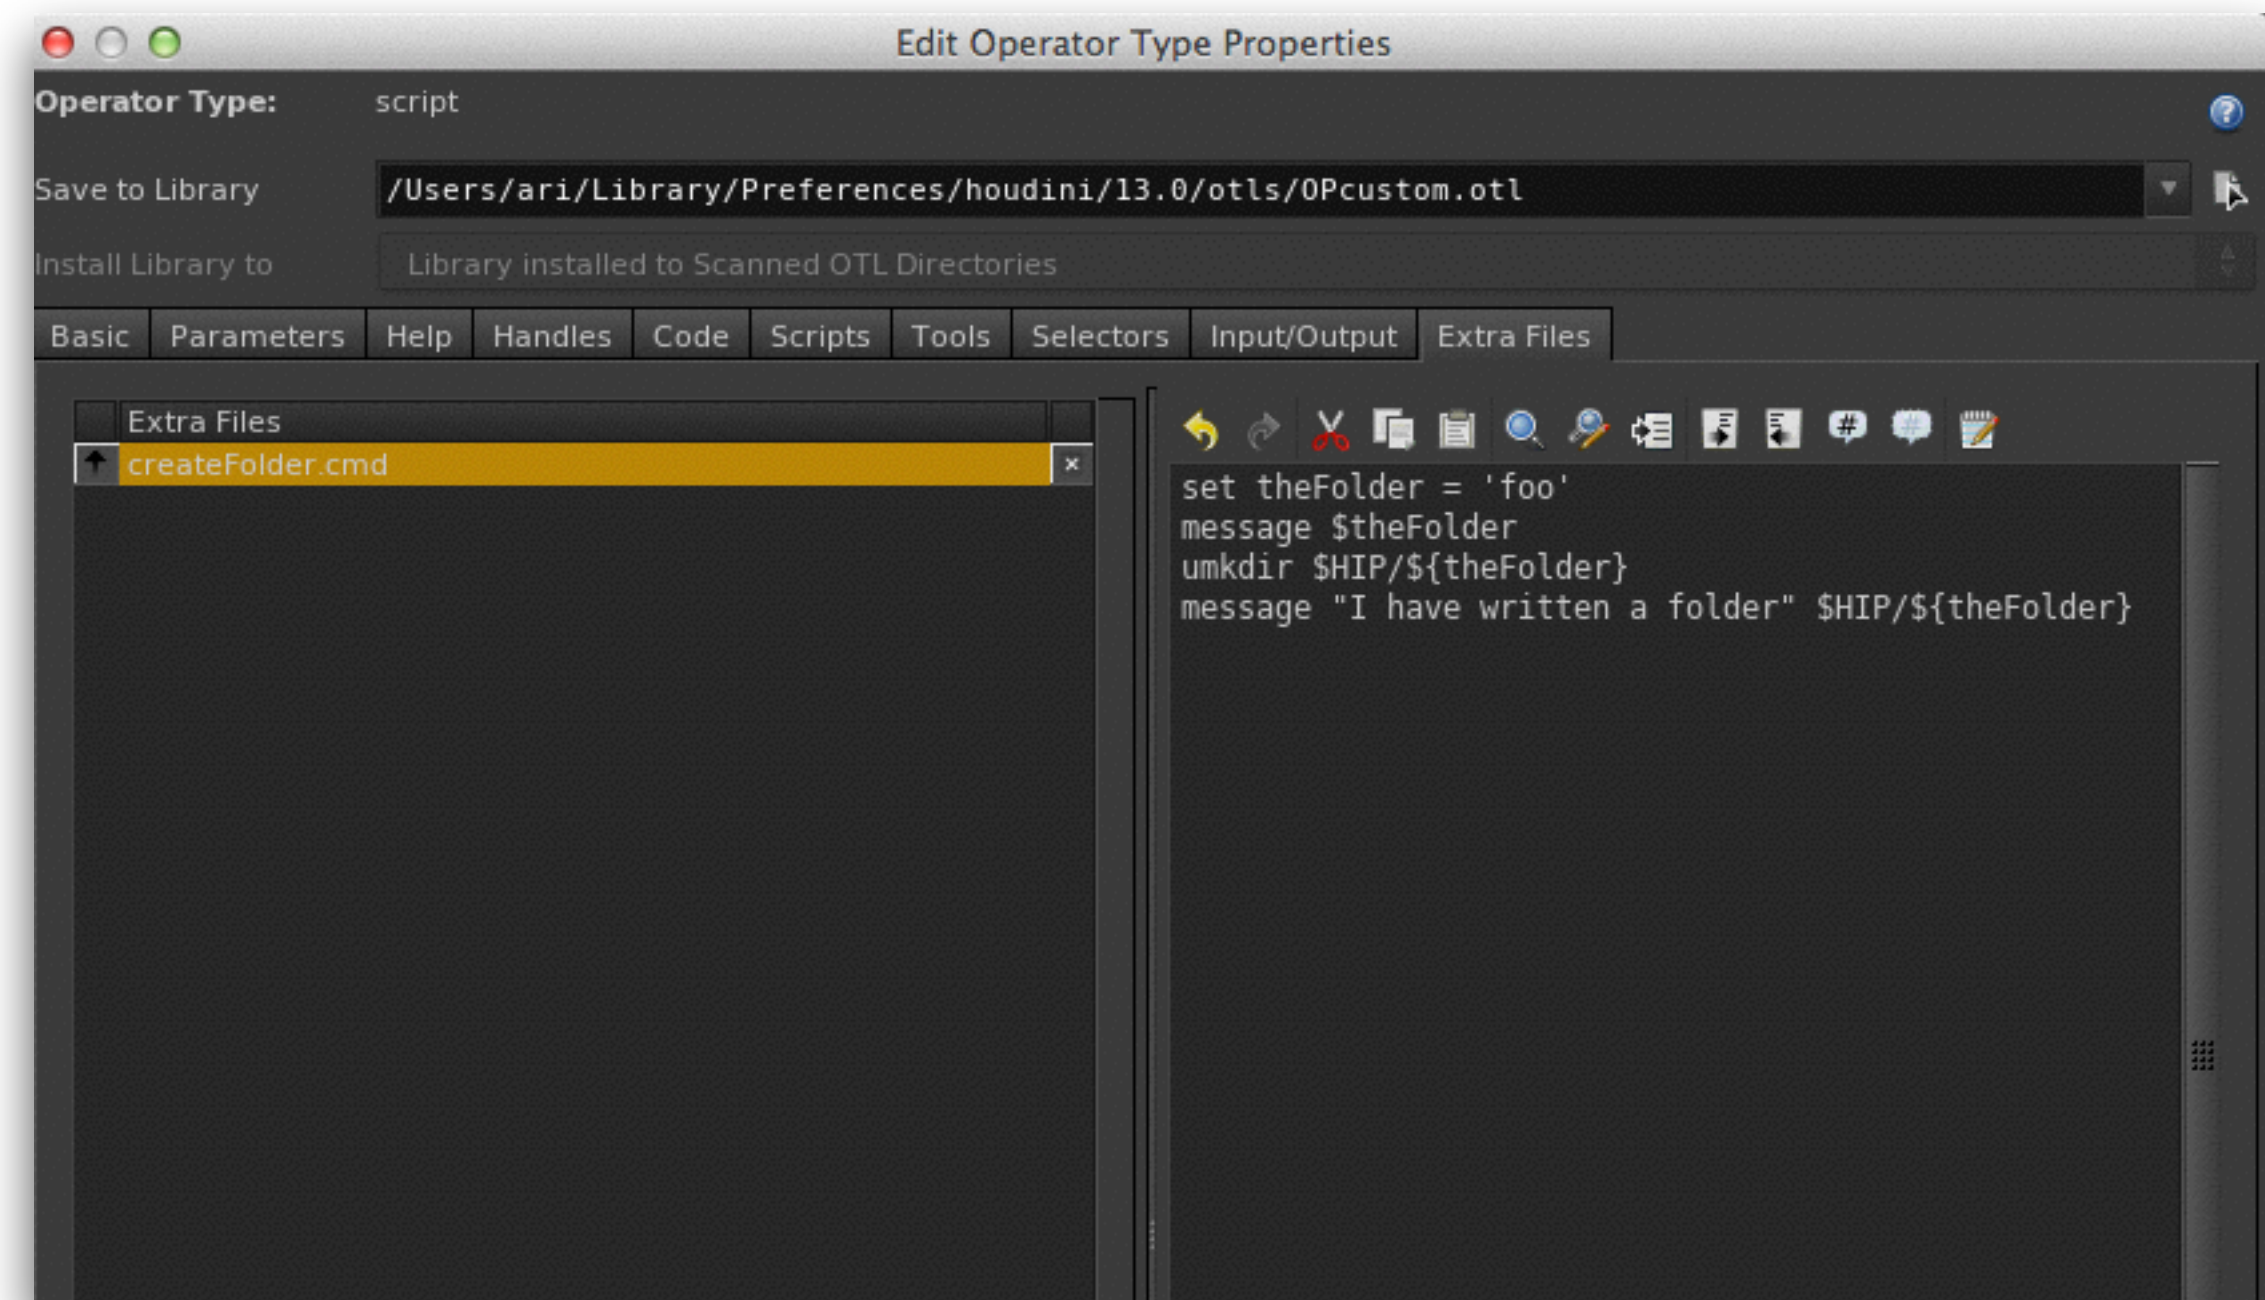 Edit Operator Type Properties
Operator Type: script
Save to Library /Users/ari/Library/Preferences/houdini/13.0/otls/OPcustom.otl
Install Library to Library installed to Scanned OTL Directories
Basic Parameters Help Handles Code Scripts Tools Selectors Input/Output Extra Files
Extra Files
createFolder.cmd
set theFolder = 'foo'
message $theFolder
umkdir $HIP/${theFolder}
message "I have written a folder" $HIP/${theFolder}